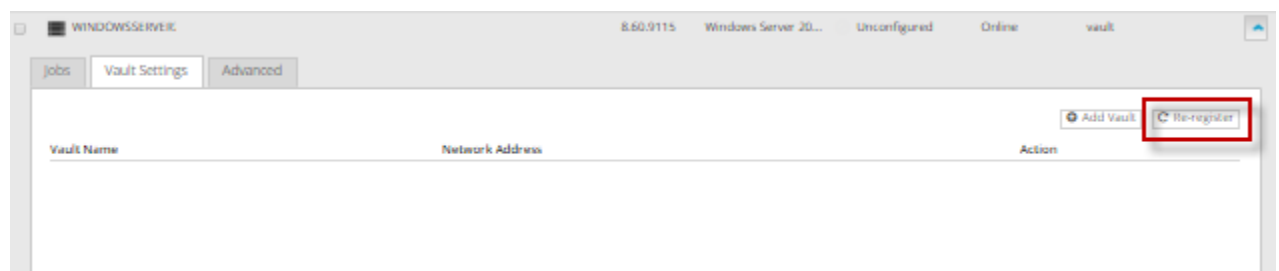 WINDOWSSERVER. 8.60.9115 Windows Server 20... Unconfigured Online vault
Jobs Vault Settings Advanced
Add Vault Re-register
Vault Name Network Address Action